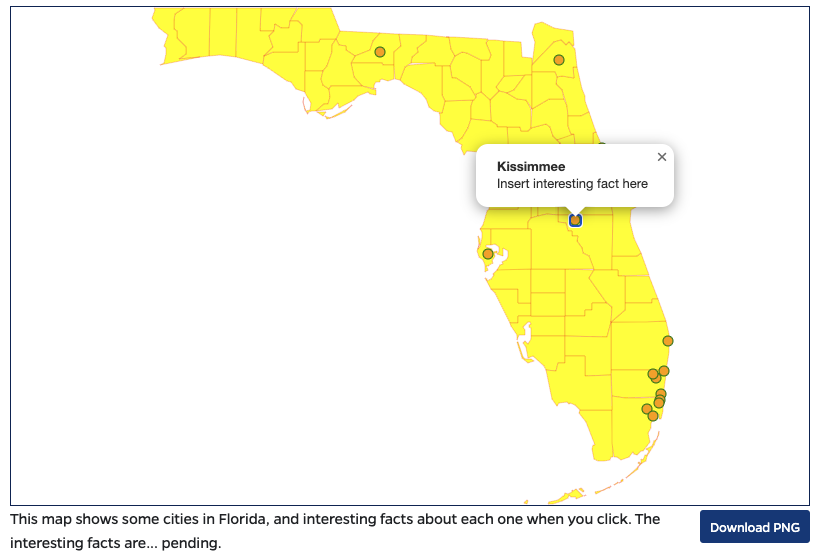 Kissimmee
Insert interesting fact here
This map shows some cities in Florida, and interesting facts about each one when you click. The
interesting facts are... pending.
Download PNG